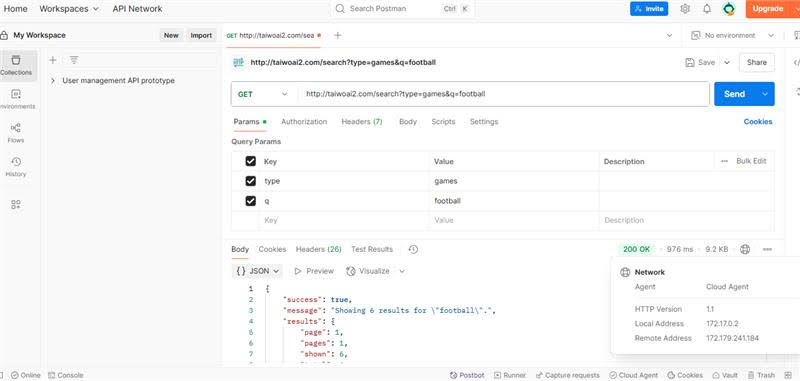 Home Workspaces API Network Search Postman Ctrl K Invite Upgrade
My Workspace New Import GET http://taiwoai2.com/sea No environment
Collections
User management API prototype
Environments
Flows
History
http://taiwoai2.com/search?type=games&q=football Save Share
GET http://taiwoai2.com/search?type=games&q=football Send
Params Authorization Headers (7) Body Scripts Settings Cookies
Query Params
Key Value Description Bulk Edit
type games
q football
Key Value Description
Body Cookies Headers (26) Test Results 200 OK 976 ms 9.2 KB
{} JSON Preview Visualize
Network
Agent Cloud Agent
HTTP Version 1.1
Local Address 172.17.0.2
Remote Address 172.179.241.184
1 {
2 "success": true,
3 "message": "Showing 6 results for \"football\".",
4 "results": {
5 "page": 1,
6 "pages": 1,
7 "shown": 6,
Online Console Postbot Runner Capture requests Cloud Agent Cookies Vault Trash